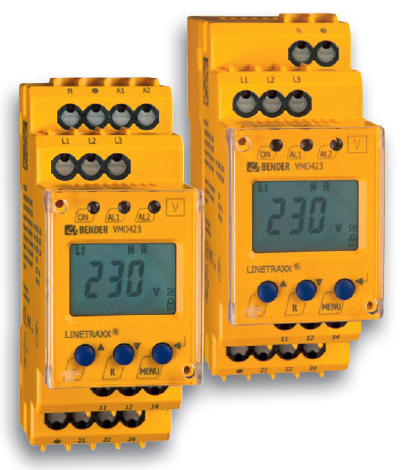 N A1 A2
L1 L2 L3
ON AL1 AL2 V
BENDER VMD423
L1 N R
230 V
LINETRAXX®
R MENU
11 12 14
21 22 24
N
L1 L2 L3
ON AL1 AL2 V
BENDER VMD423
L1 N R
230 V
LINETRAXX®
R MENU
11 12 14
21 22 24